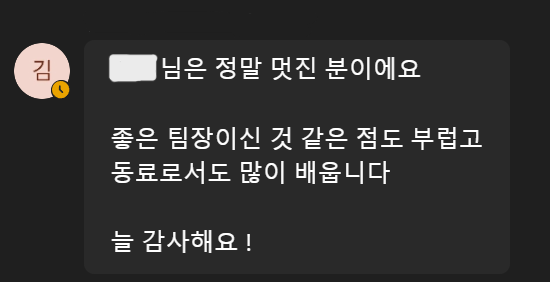 김
님은 정말 멋진 분이에요
좋은 팀장이신 것 같은 점도 부럽고
동료로서도 많이 배웁니다
늘 감사해요 !